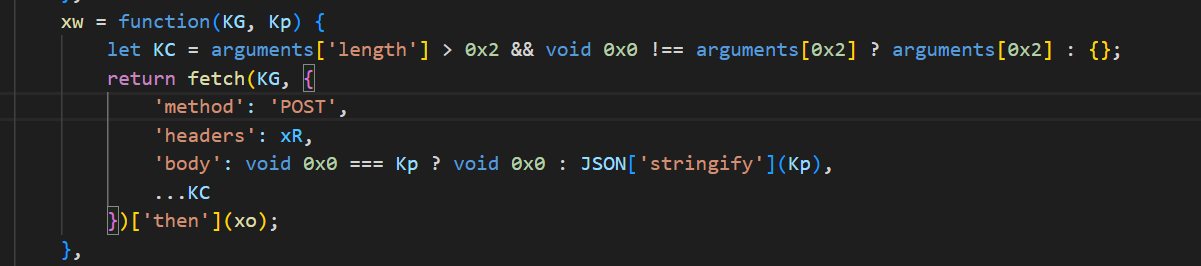 xw = function(KG, Kp) {
let KC = arguments['length'] > 0x2 && void 0x0 !== arguments[0x2] ? arguments[0x2] : {};
return fetch(KG, {
'method': 'POST',
'headers': xR,
'body': void 0x0 === Kp ? void 0x0 : JSON['stringify'](Kp),
...KC
})['then'](xo);
},